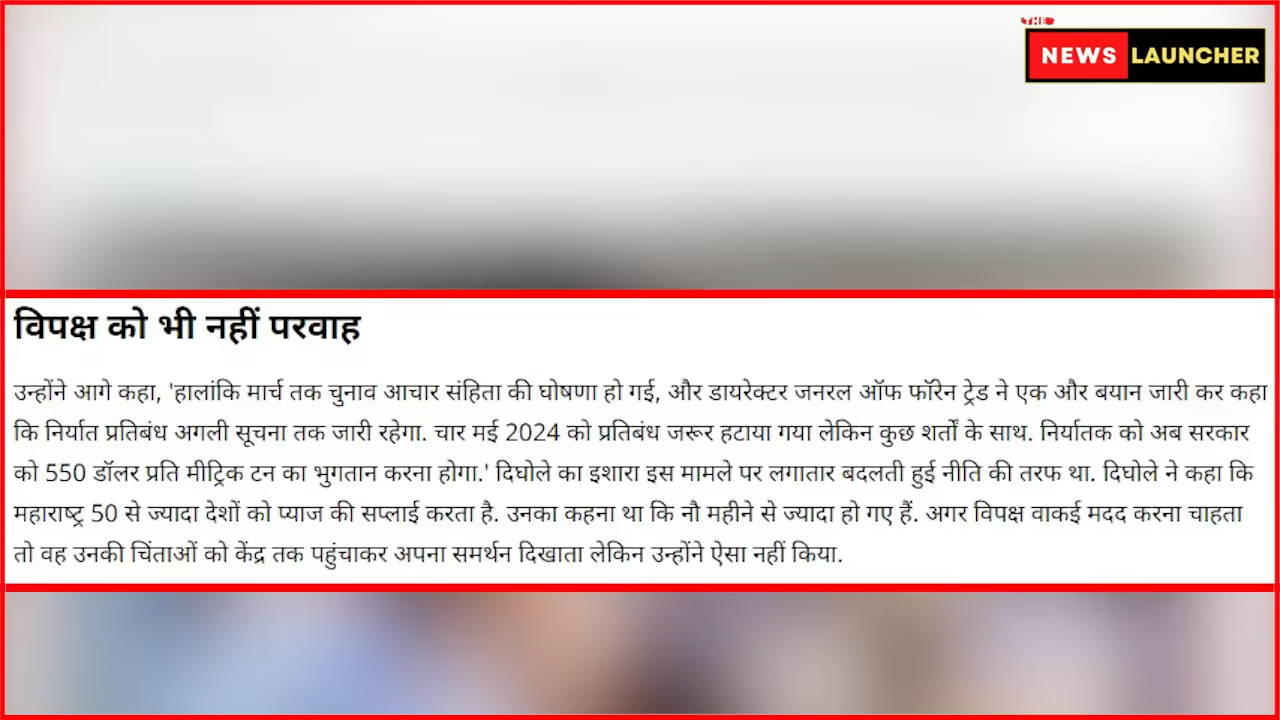 THE
NEWS LAUNCHER
विपक्ष को भी नहीं परवाह
उन्होंने आगे कहा, 'हालांकि मार्च तक चुनाव आचार संहिता की घोषणा हो गई, और डायरेक्टर जनरल ऑफ फॉरेन ट्रेड ने एक और बयान जारी कर कहा
कि निर्यात प्रतिबंध अगली सूचना तक जारी रहेगा. चार मई 2024 को प्रतिबंध जरूर हटाया गया लेकिन कुछ शर्तों के साथ. निर्यातक को अब सरकार
को 550 डॉलर प्रति मीट्रिक टन का भुगतान करना होगा.' दिघोले का इशारा इस मामले पर लगातार बदलती हुई नीति की तरफ था. दिघोले ने कहा कि
महाराष्ट्र 50 से ज्यादा देशों को प्याज की सप्लाई करता है. उनका कहना था कि नौ महीने से ज्यादा हो गए हैं. अगर विपक्ष वाकई मदद करना चाहता
तो वह उनकी चिंताओं को केंद्र तक पहुंचाकर अपना समर्थन दिखाता लेकिन उन्होंने ऐसा नहीं किया.